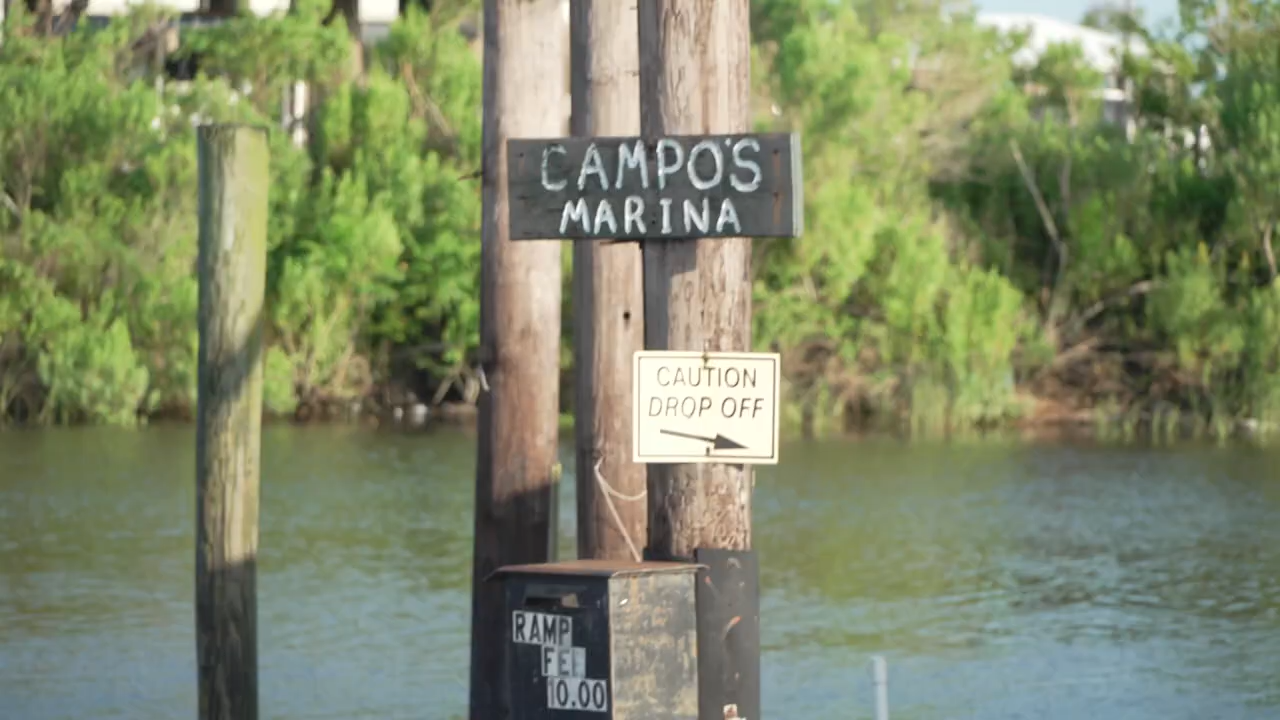 CAMPO'S
MARINA
CAUTION
DROP OFF
RAMP
FEE
10.00